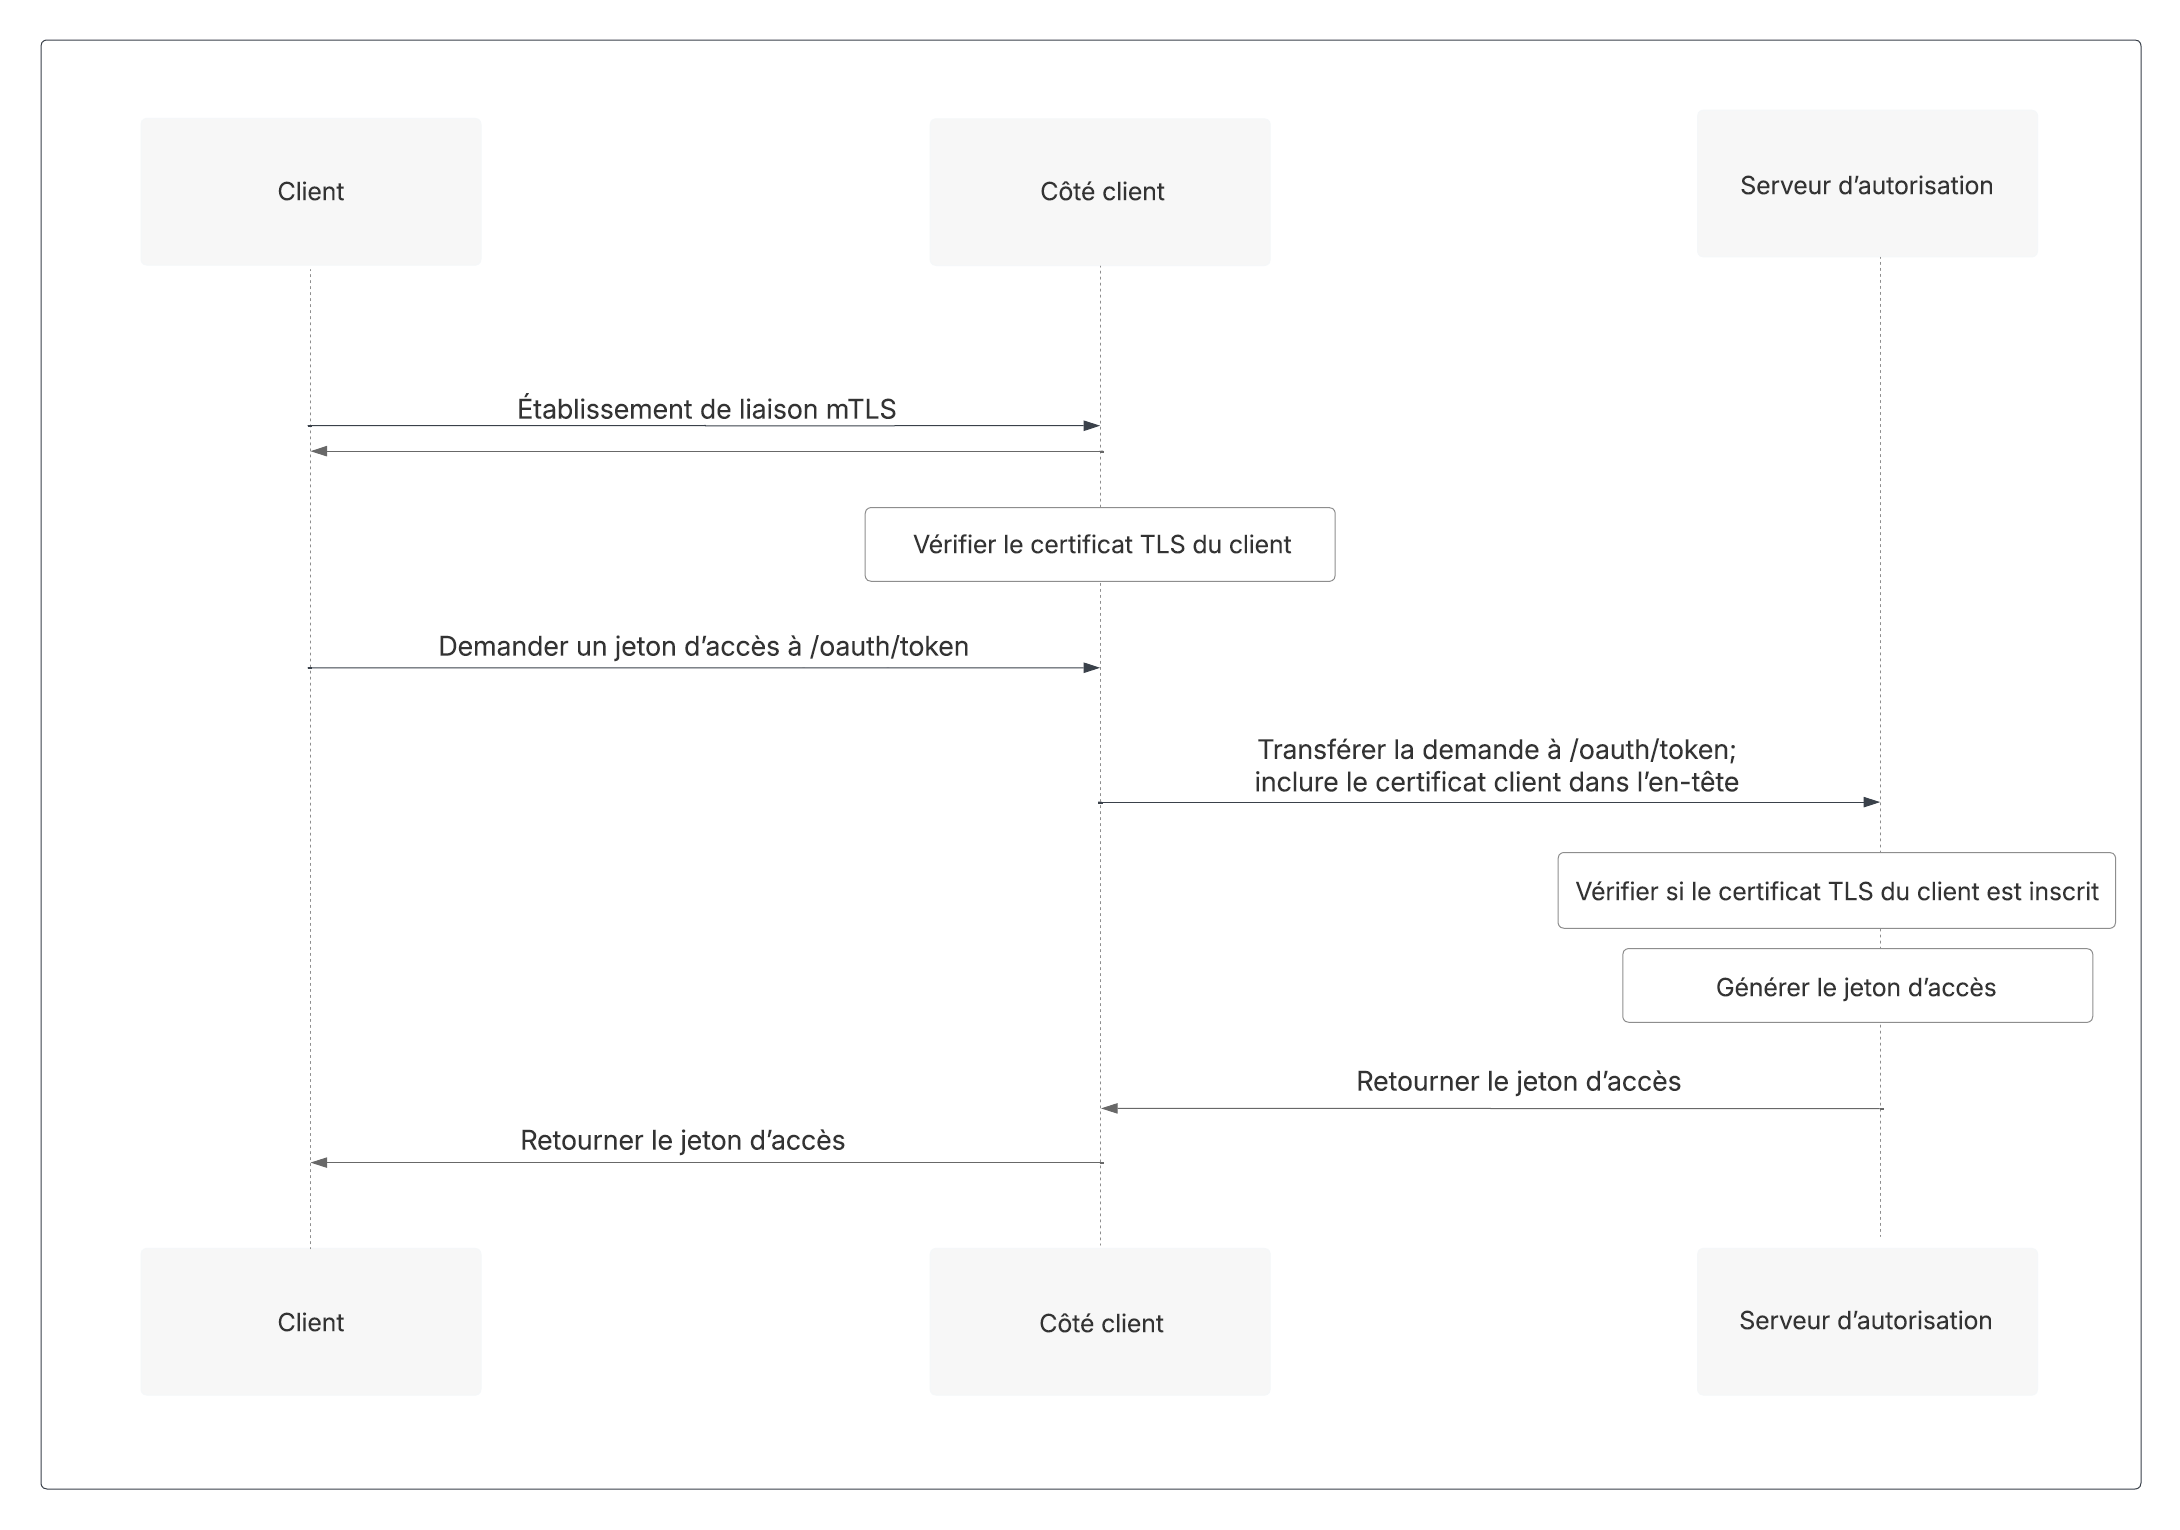 Client
Côté client
Serveur d’autorisation
Établissement de liaison mTLS
Vérifier le certificat TLS du client
Demander un jeton d’accès à /oauth/token
Transférer la demande à /oauth/token;
inclure le certificat client dans l’en-tête
Vérifier si le certificat TLS du client est inscrit
Générer le jeton d’accès
Retourner le jeton d’accès
Retourner le jeton d’accès
Client
Côté client
Serveur d’autorisation